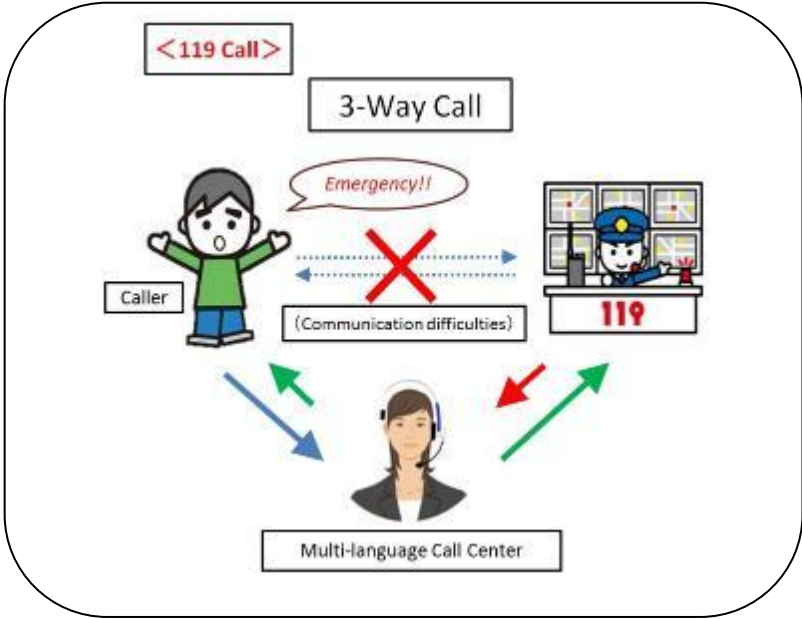 ＜119 Call＞
3-Way Call
Emergency!!
Caller
（Communication difficulties）
119
Multi-language Call Center